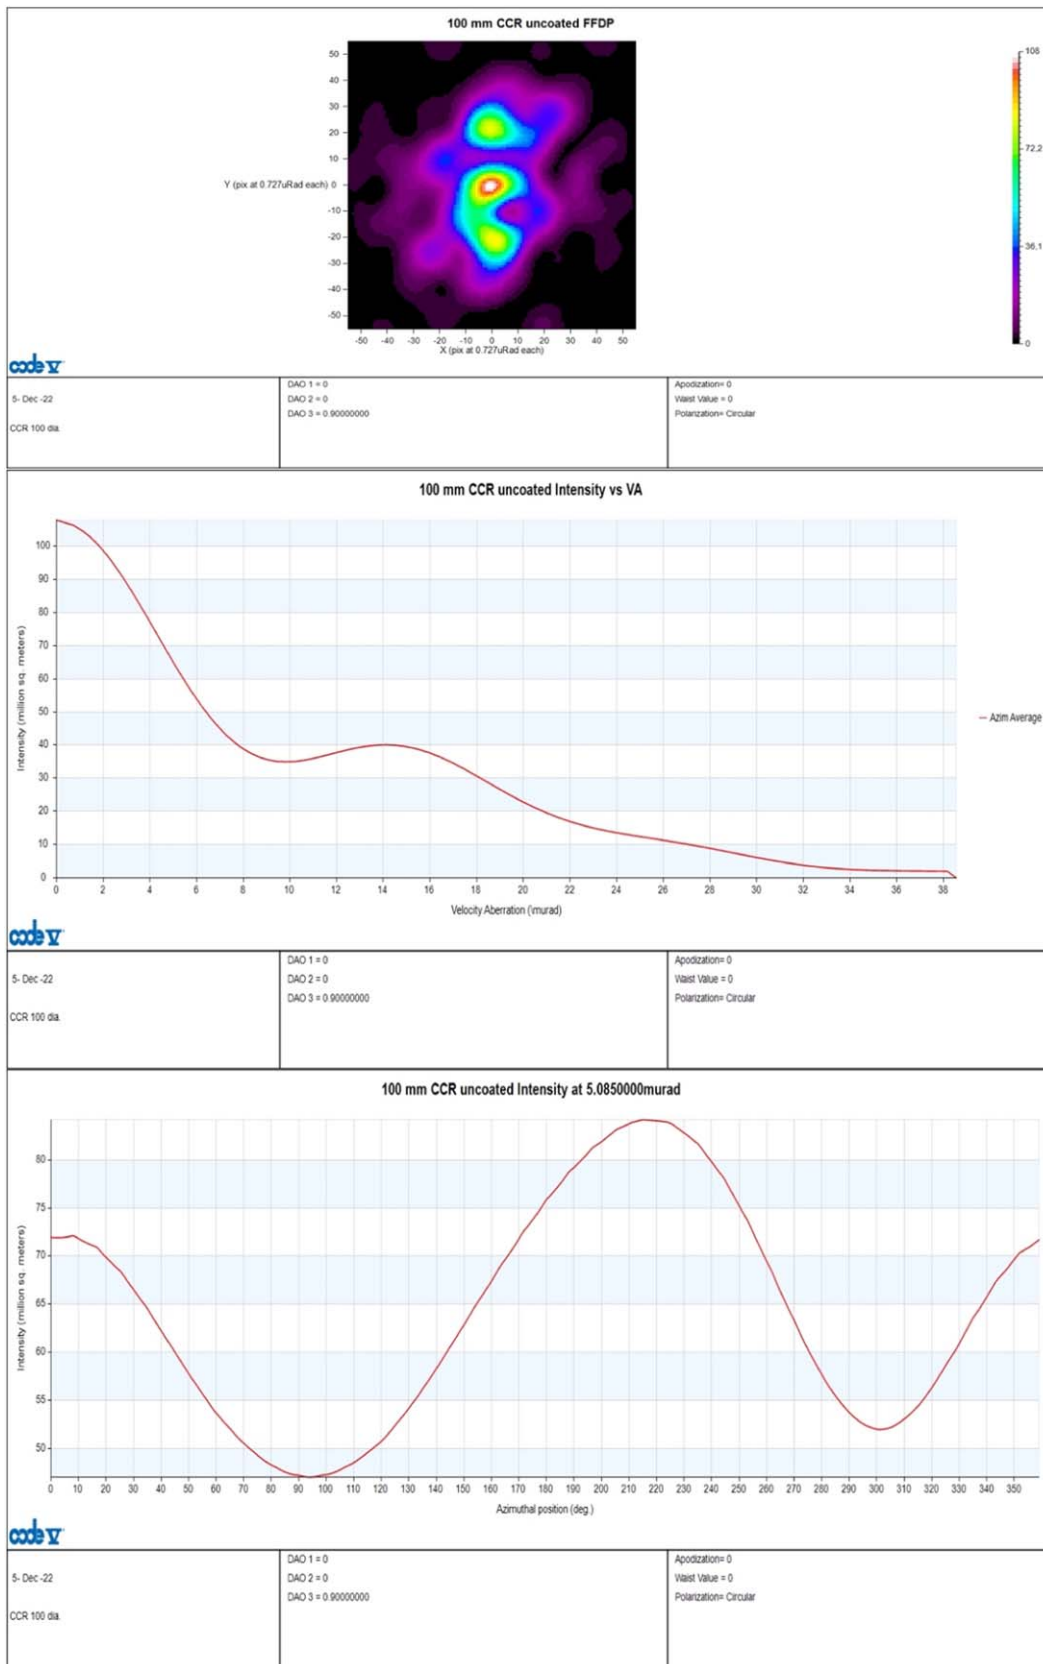 100 mm CCR uncoated FFDP
50
40
30
20
10
Y (pix at 0.727uRad each) 0
-10
-20
-30
-40
-50
-50 -40 -30 -20 -10 0 10 20 30 40 50
X (pix at 0.727uRad each)
108
72.2
36.1
0
code V
5- Dec -22
CCR 100 dia.
DAO 1 = 0
DAO 2 = 0
DAO 3 = 0.90000000
Apodization= 0
Waist Value = 0
Polarization= Circular
100 mm CCR uncoated Intensity vs VA
Intensity (million sq. meters)
100
90
80
70
60
50
40
30
20
10
0
0 2 4 6 8 10 12 14 16 18 20 22 24 26 28 30 32 34 36 38
Velocity Aberration (\murad)
Azim Average
code V
5- Dec -22
CCR 100 dia.
DAO 1 = 0
DAO 2 = 0
DAO 3 = 0.90000000
Apodization= 0
Waist Value = 0
Polarization= Circular
100 mm CCR uncoated Intensity at 5.0850000murad
Intensity (million sq. meters)
80
75
70
65
60
55
50
0 10 20 30 40 50 60 70 80 90 100 110 120 130 140 150 160 170 180 190 200 210 220 230 240 250 260 270 280 290 300 310 320 330 340 350
Azimuthal position (deg.)
code V
5- Dec -22
CCR 100 dia.
DAO 1 = 0
DAO 2 = 0
DAO 3 = 0.90000000
Apodization= 0
Waist Value = 0
Polarization= Circular